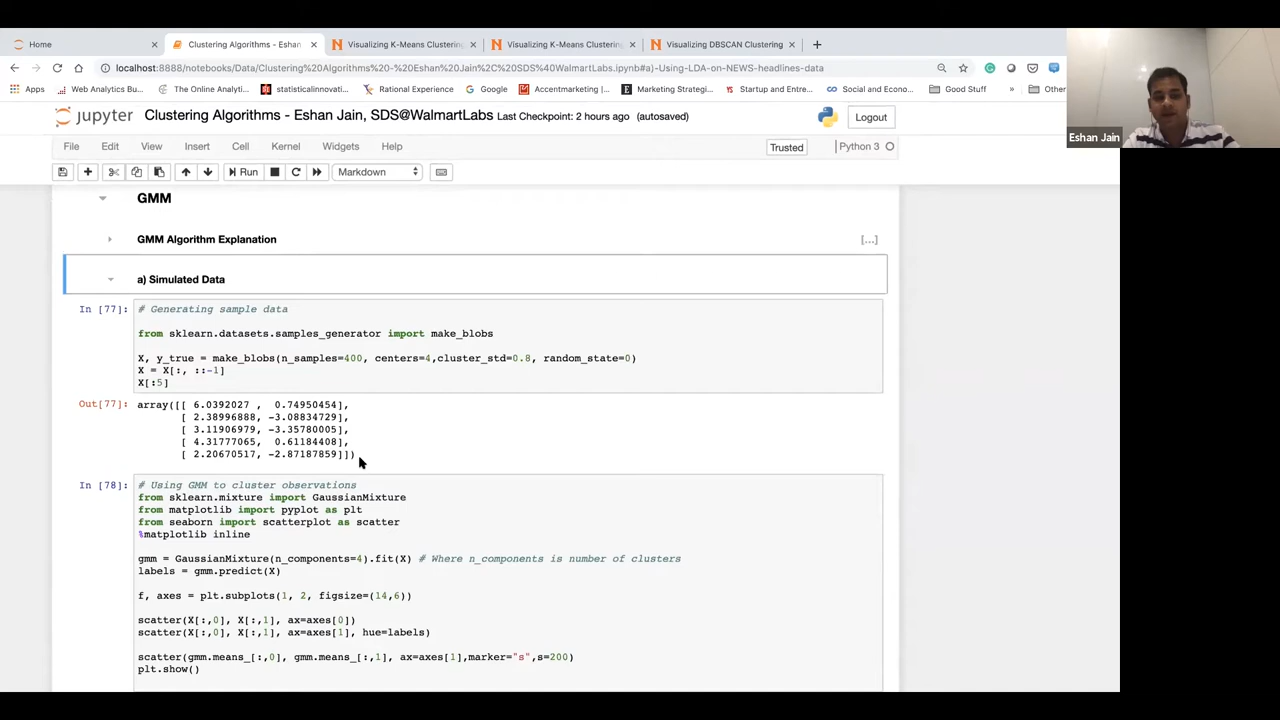 Home
Clustering Algorithms - Eshan
Visualizing K-Means Clustering
Visualizing K-Means Clustering
Visualizing DBSCAN Clustering
localhost:8888/notebooks/Data/Clustering%20Algorithms%20-%20Eshan%20Jain%2C%20SDS%40WalmartLabs.ipynb#a)-Using-LDA-on-NEWS-headlines-data
Apps
Web Analytics Bu...
The Online Analytic...
statisticalinnovati...
Rational Experience
Google
Accentmarketing |...
Marketing Strategi...
Startup and Entre...
Social and Econo...
Good Stuff
»
Other
Eshan Jain
jupyter
Clustering Algorithms - Eshan Jain, SDS@WalmartLabs Last Checkpoint: 2 hours ago (autosaved)
Logout
File Edit View Insert Cell Kernel Widgets Help
Trusted
Python 3
Run
Markdown
GMM
GMM Algorithm Explanation
[...]
a) Simulated Data
In [77]:
# Generating sample data
from sklearn.datasets.samples_generator import make_blobs
X, y_true = make_blobs(n_samples=400, centers=4,cluster_std=0.8, random_state=0)
X = X[:, ::-1]
X[:5]
Out[77]:
array([[ 6.0392027 , 0.74950454],
[ 2.38996888, -3.08834729],
[ 3.11906979, -3.35780005],
[ 4.31777065, 0.61184408],
[ 2.20670517, -2.87187859]])
In [78]:
# Using GMM to cluster observations
from sklearn.mixture import GaussianMixture
from matplotlib import pyplot as plt
from seaborn import scatterplot as scatter
%matplotlib inline
gmm = GaussianMixture(n_components=4).fit(X) # Where n_components is number of clusters
labels = gmm.predict(X)
f, axes = plt.subplots(1, 2, figsize=(14,6))
scatter(X[:,0], X[:,1], ax=axes[0])
scatter(X[:,0], X[:,1], ax=axes[1], hue=labels)
scatter(gmm.means_[:,0], gmm.means_[:,1], ax=axes[1],marker="s",s=200)
plt.show()